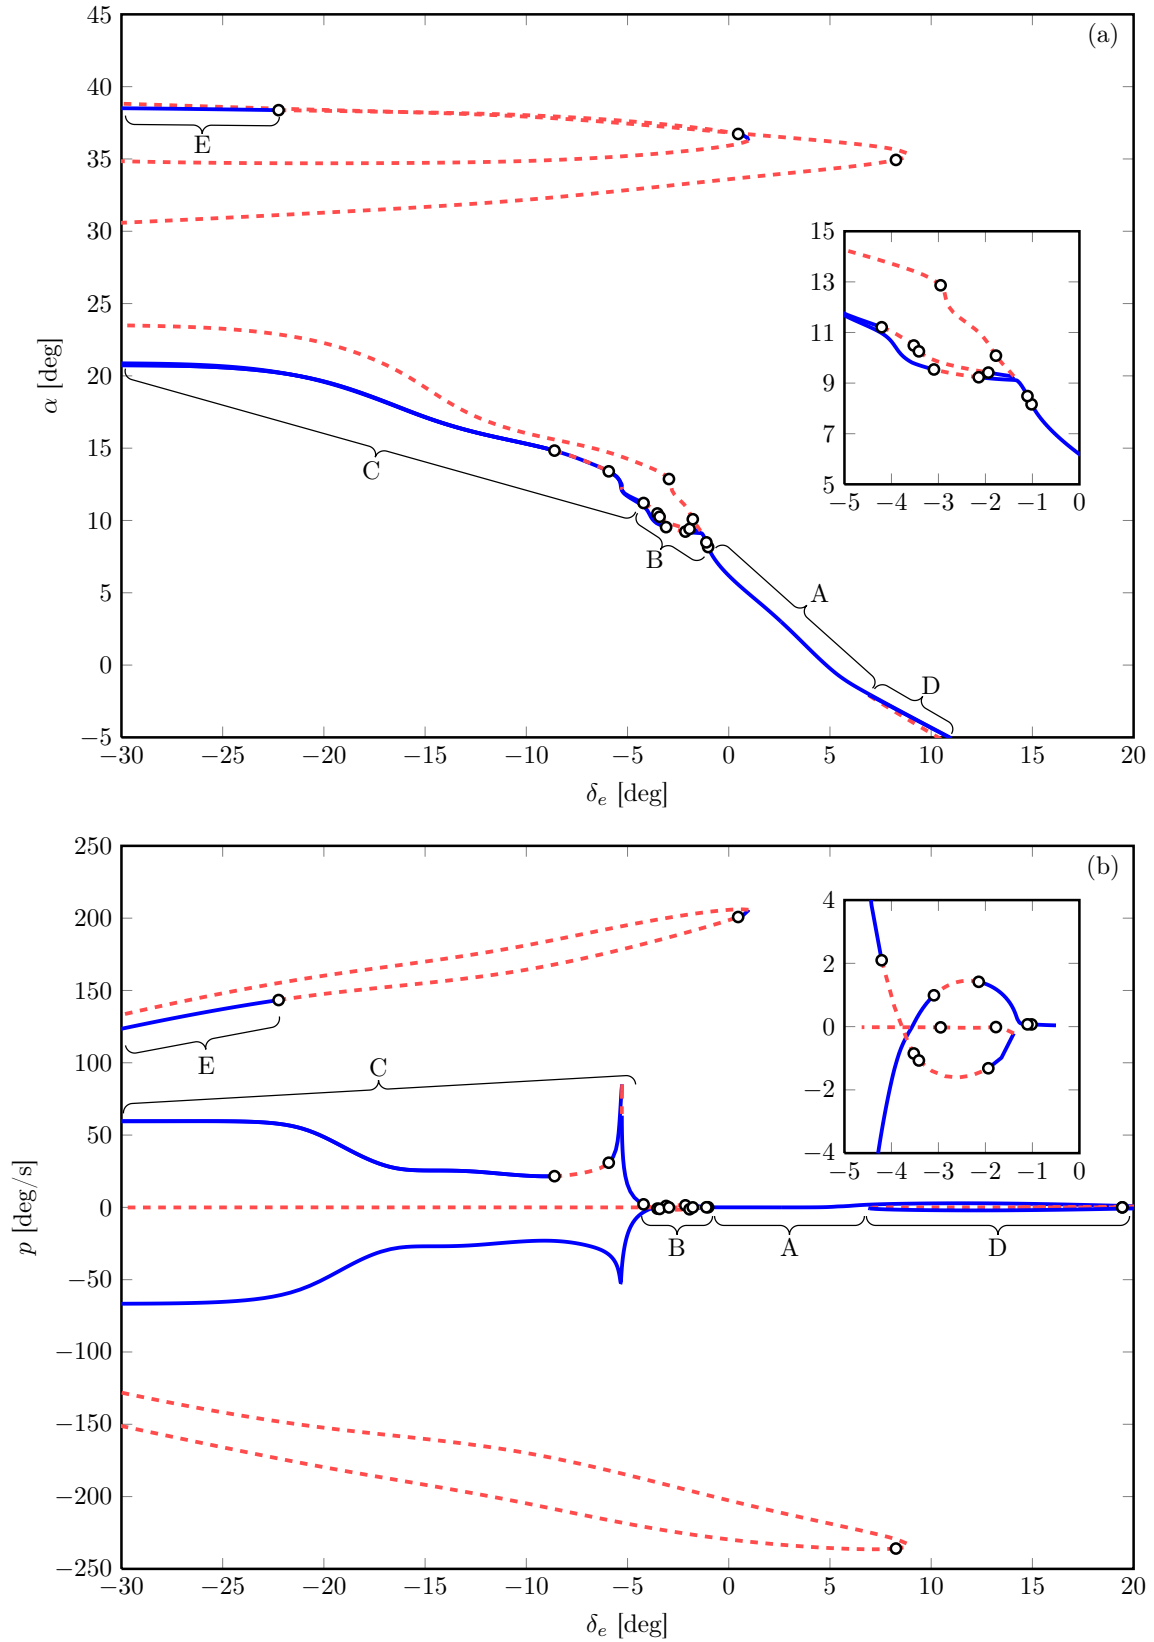 (a)
45
40
35
30
25
20
15
10
5
0
−5
α [deg]
E
C
B
A
D
15
13
11
9
7
5
−5 −4 −3 −2 −1 0
−30 −25 −20 −15 −10 −5 0 5 10 15 20
δe [deg]
(b)
250
200
150
100
50
0
−50
−100
−150
−200
−250
p [deg/s]
E
C
B A D
4
2
0
−2
−4
−5 −4 −3 −2 −1 0
−30 −25 −20 −15 −10 −5 0 5 10 15 20
δe [deg]